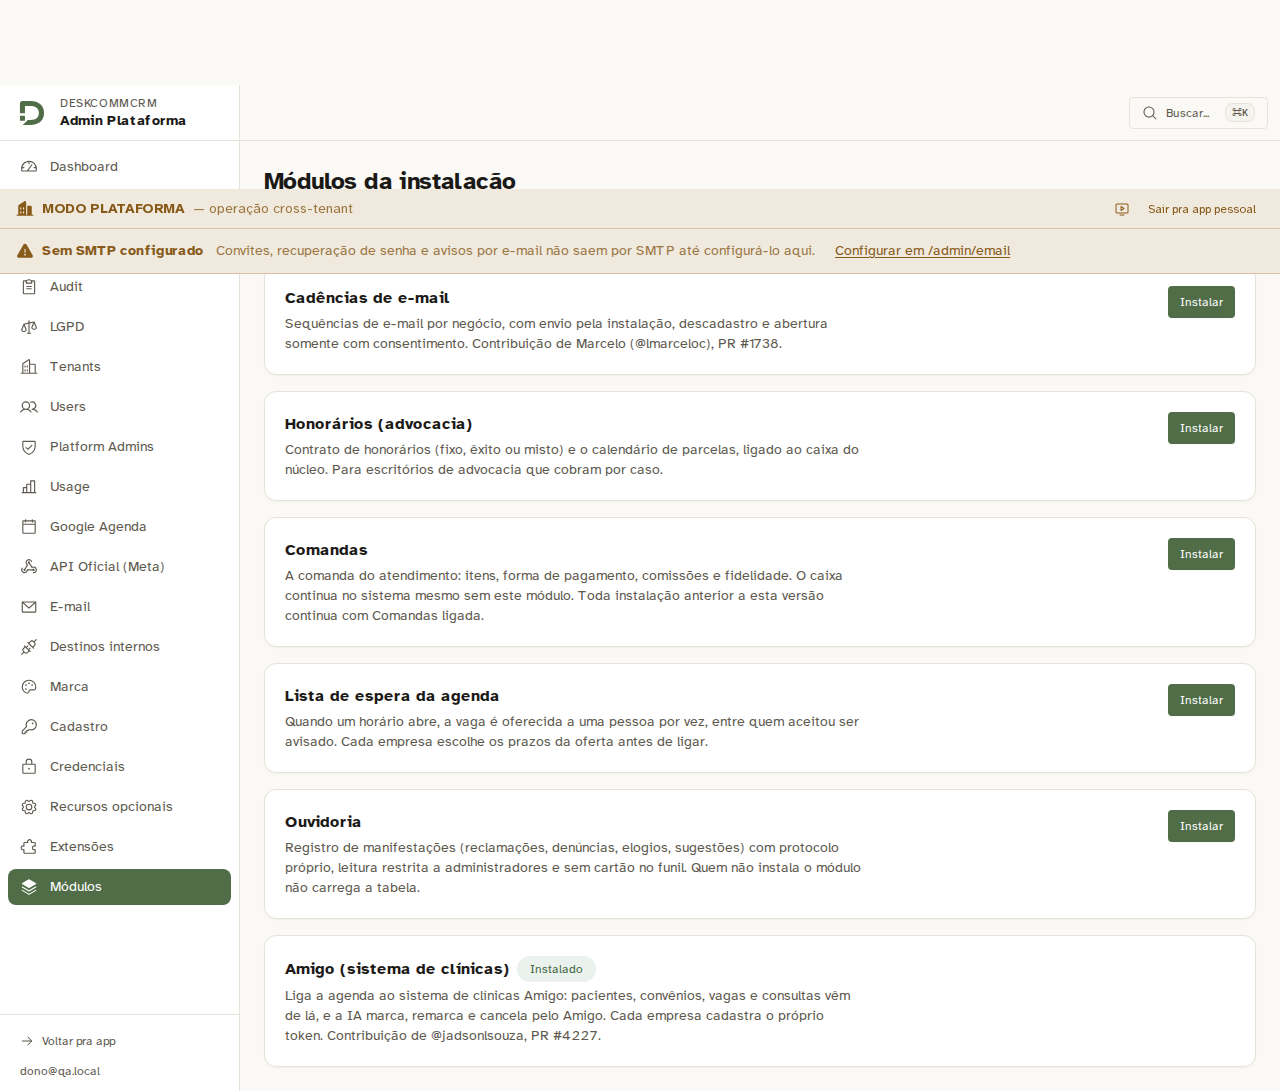 DESKCOMMCRM
Admin Plataforma
Buscar...
⌘K
Dashboard
Módulos da instalação
MODO PLATAFORMA — operação cross-tenant
Sair pra app pessoal
Sem SMTP configurado Convites, recuperação de senha e avisos por e-mail não saem por SMTP até configurá-lo aqui. Configurar em /admin/email
Audit
LGPD
Tenants
Users
Platform Admins
Usage
Google Agenda
API Oficial (Meta)
E-mail
Destinos internos
Marca
Cadastro
Credenciais
Recursos opcionais
Extensões
Módulos
Voltar pra app
dono@qa.local
Cadências de e-mail
Instalar
Sequências de e-mail por negócio, com envio pela instalação, descadastro e abertura
somente com consentimento. Contribuição de Marcelo (@lmarceloc), PR #1738.
Honorários (advocacia)
Instalar
Contrato de honorários (fixo, êxito ou misto) e o calendário de parcelas, ligado ao caixa do
núcleo. Para escritórios de advocacia que cobram por caso.
Comandas
Instalar
A comanda do atendimento: itens, forma de pagamento, comissões e fidelidade. O caixa
continua no sistema mesmo sem este módulo. Toda instalação anterior a esta versão
continua com Comandas ligada.
Lista de espera da agenda
Instalar
Quando um horário abre, a vaga é oferecida a uma pessoa por vez, entre quem aceitou ser
avisado. Cada empresa escolhe os prazos da oferta antes de ligar.
Ouvidoria
Instalar
Registro de manifestações (reclamações, denúncias, elogios, sugestões) com protocolo
próprio, leitura restrita a administradores e sem cartão no funil. Quem não instala o módulo
não carrega a tabela.
Amigo (sistema de clínicas) Instalado
Liga a agenda ao sistema de clínicas Amigo: pacientes, convênios, vagas e consultas vêm
de lá, e a IA marca, remarca e cancela pelo Amigo. Cada empresa cadastra o próprio
token. Contribuição de @jadsonlsouza, PR #4227.